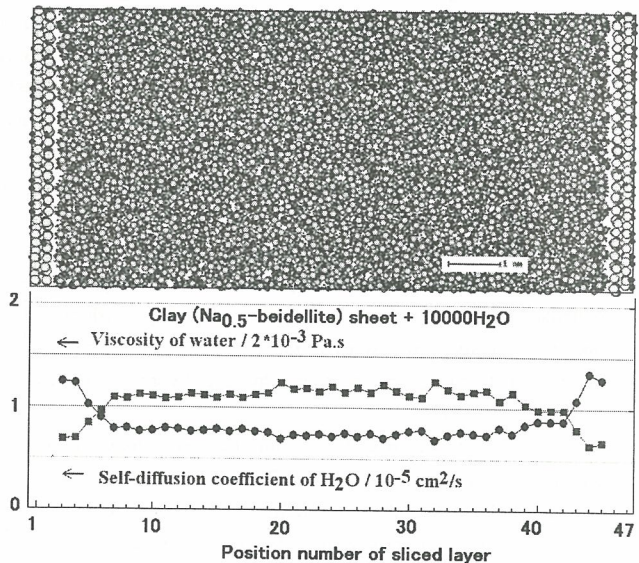 1 nm
2
Clay (Na0.5-beidellite) sheet + 10000H2O
← Viscosity of water / 2*10-3 Pa.s
1
← Self-diffusion coefficient of H2O / 10-5 cm2/s
0
1 10 20 30 40 47
Position number of sliced layer